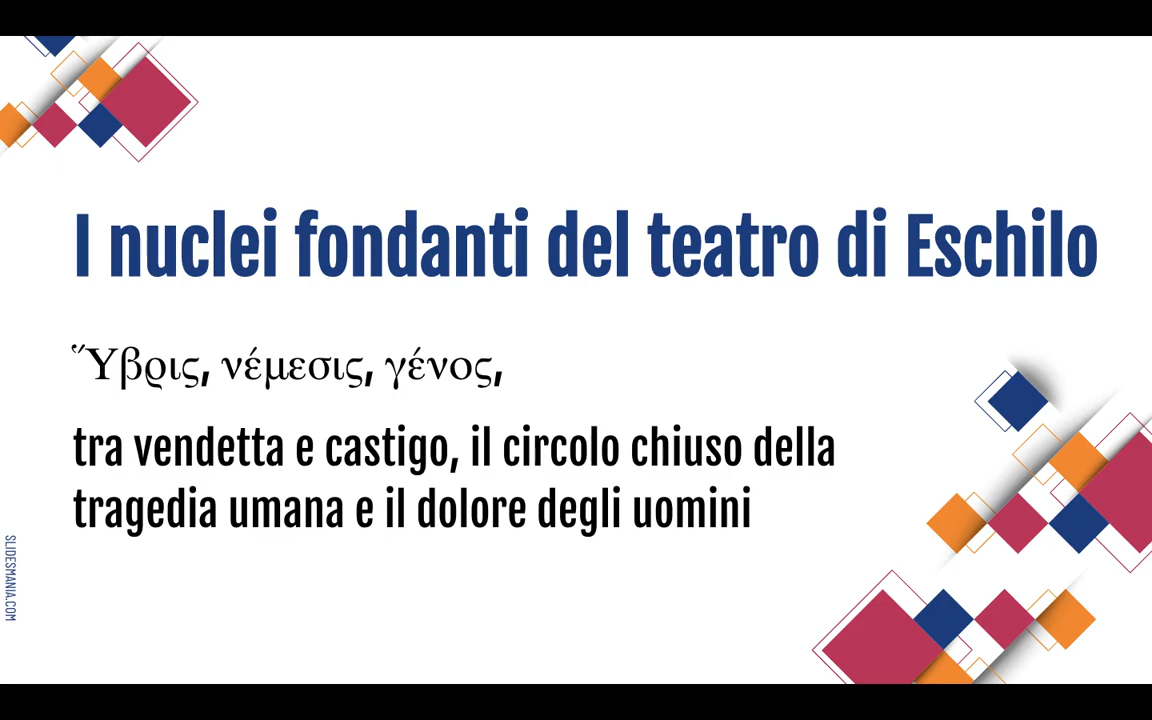 I nuclei fondanti del teatro di Eschilo
Ὕβρις, νέμεσις, γένος,
tra vendetta e castigo, il circolo chiuso della
tragedia umana e il dolore degli uomini
SLIDESMANIA.COM